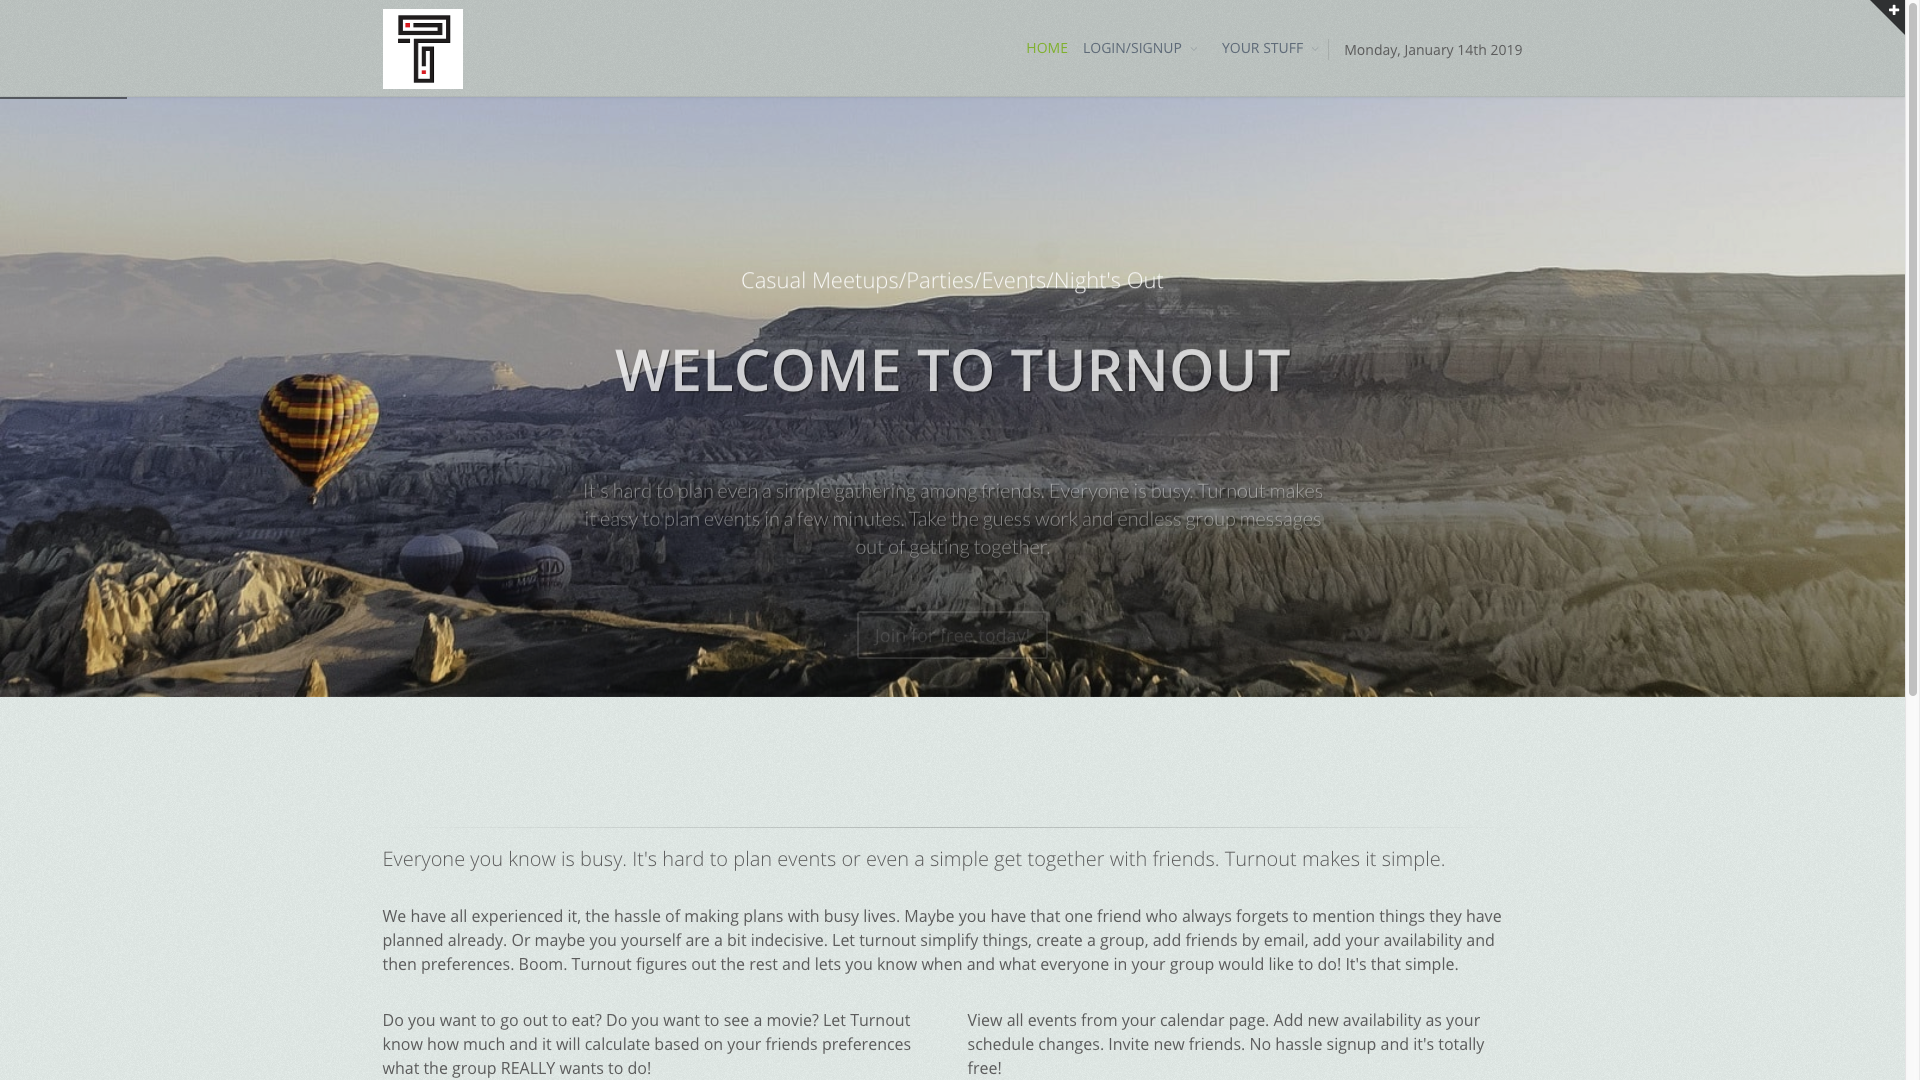 HOME LOGIN/SIGNUP YOUR STUFF Monday, January 14th 2019
Casual Meetups/Parties/Events/Night's Out
WELCOME TO TURNOUT
It's hard to plan even a simple gathering among friends. Everyone is busy. Turnout makes
it easy to plan events in a few minutes. Take the guess work and endless group messages
out of getting together.
Join for free today!
Everyone you know is busy. It's hard to plan events or even a simple get together with friends. Turnout makes it simple.
We have all experienced it, the hassle of making plans with busy lives. Maybe you have that one friend who always forgets to mention things they have
planned already. Or maybe you yourself are a bit indecisive. Let turnout simplify things, create a group, add friends by email, add your availability and
then preferences. Boom. Turnout figures out the rest and lets you know when and what everyone in your group would like to do! It's that simple.
Do you want to go out to eat? Do you want to see a movie? Let Turnout
know how much and it will calculate based on your friends preferences
what the group REALLY wants to do!
View all events from your calendar page. Add new availability as your
schedule changes. Invite new friends. No hassle signup and it's totally
free!